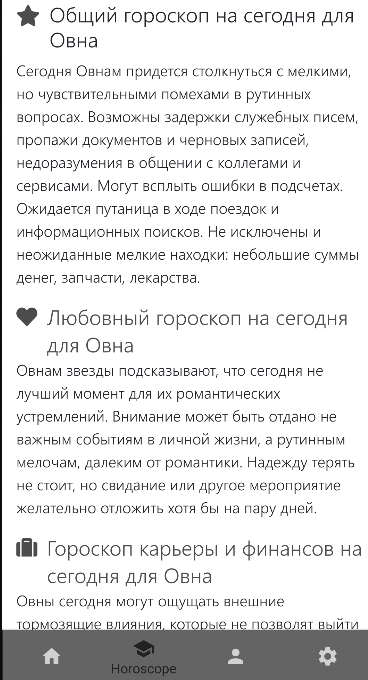 Общий гороскоп на сегодня для
Овна
Сегодня Овнам придется столкнуться с мелкими,
но чувствительными помехами в рутинных
вопросах. Возможны задержки служебных писем,
пропажи документов и черновых записей,
недоразумения в общении с коллегами и
сервисами. Могут всплыть ошибки в подсчетах.
Ожидается путаница в ходе поездок и
информационных поисков. Не исключены и
неожиданные мелкие находки: небольшие суммы
денег, запчасти, лекарства.
Любовный гороскоп на сегодня
для Овна
Овнам звезды подсказывают, что сегодня не
лучший момент для их романтических
устремлений. Внимание может быть отдано не
важным событиям в личной жизни, а рутинным
мелочам, далеким от романтики. Надежду терять
не стоит, но свидание или другое мероприятие
желательно отложить хотя бы на пару дней.
Гороскоп карьеры и финансов на
сегодня для Овна
Овны сегодня могут ощущать внешние
тормозящие влияния, которые не позволят выйти
Horoscope